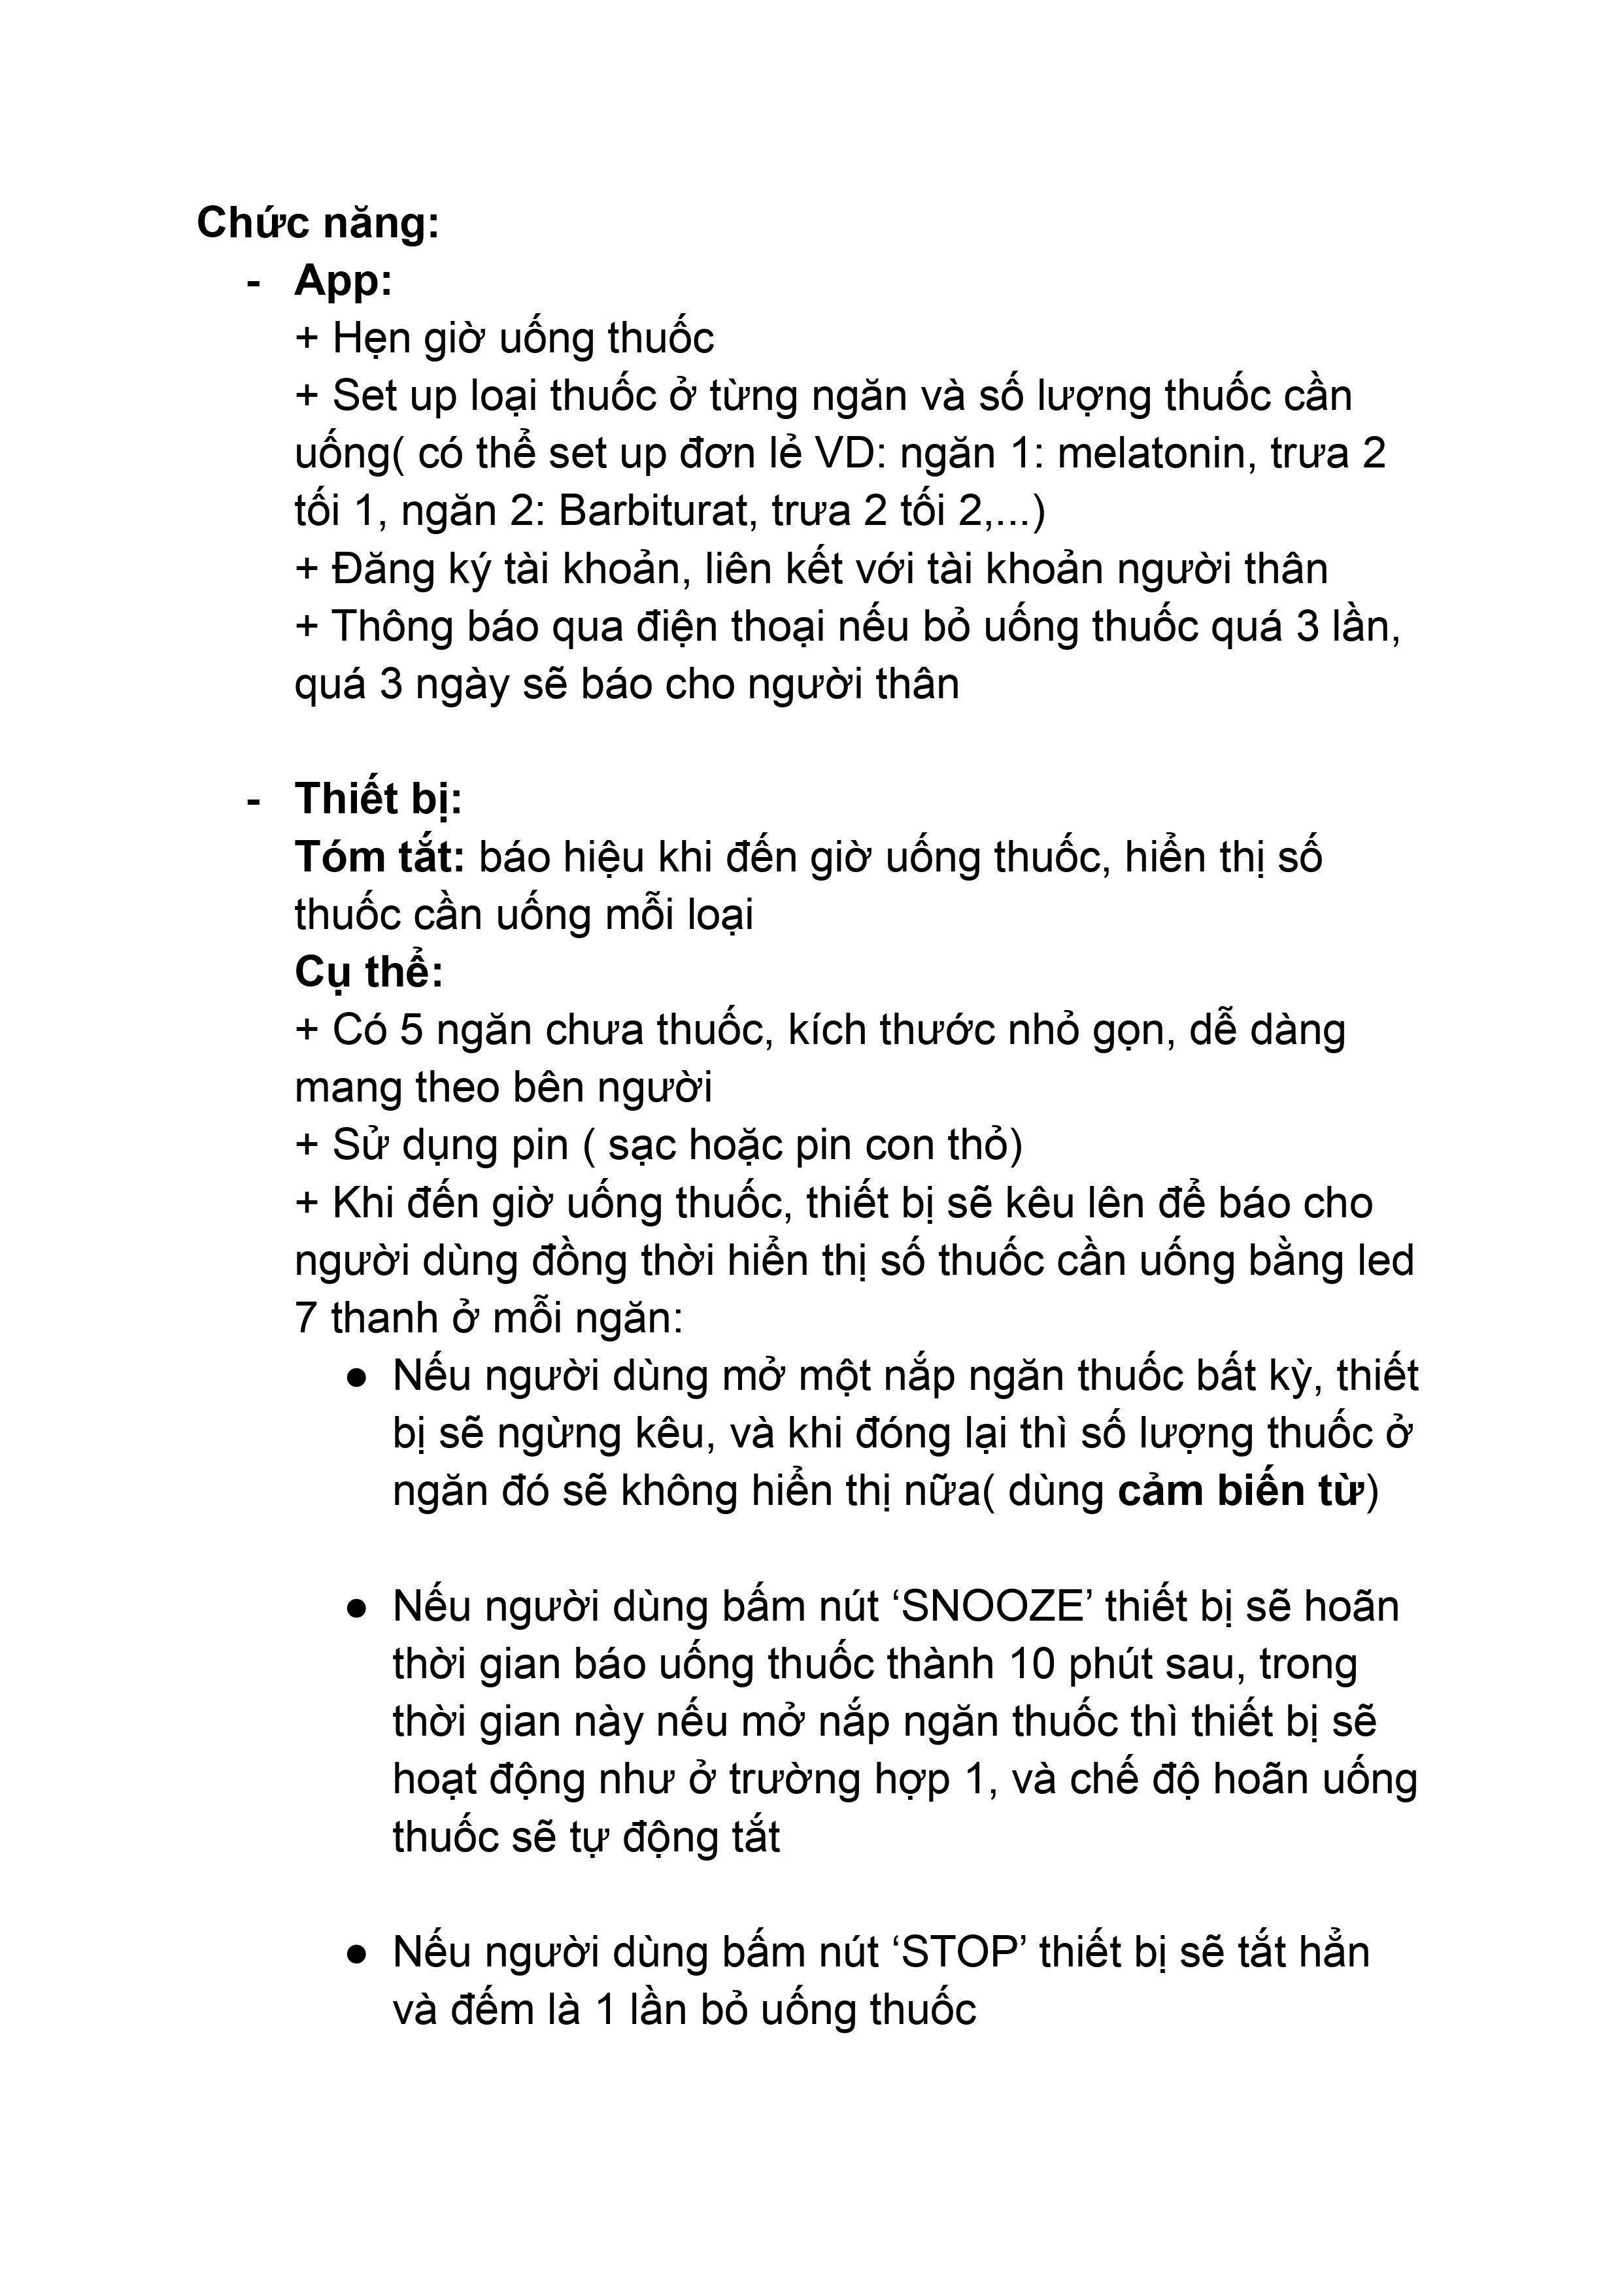 Chức năng:
- App:
+ Hẹn giờ uống thuốc
+ Set up loại thuốc ở từng ngăn và số lượng thuốc cần
uống( có thể set up đơn lẻ VD: ngăn 1: melatonin, trưa 2
tối 1, ngăn 2: Barbiturat, trưa 2 tối 2,...)
+ Đăng ký tài khoản, liên kết với tài khoản người thân
+ Thông báo qua điện thoại nếu bỏ uống thuốc quá 3 lần,
quá 3 ngày sẽ báo cho người thân
- Thiết bị:
Tóm tắt: báo hiệu khi đến giờ uống thuốc, hiển thị số
thuốc cần uống mỗi loại
Cụ thể:
+ Có 5 ngăn chưa thuốc, kích thước nhỏ gọn, dễ dàng
mang theo bên người
+ Sử dụng pin ( sạc hoặc pin con thỏ)
+ Khi đến giờ uống thuốc, thiết bị sẽ kêu lên để báo cho
người dùng đồng thời hiển thị số thuốc cần uống bằng led
7 thanh ở mỗi ngăn:
● Nếu người dùng mở một nắp ngăn thuốc bất kỳ, thiết
bị sẽ ngừng kêu, và khi đóng lại thì số lượng thuốc ở
ngăn đó sẽ không hiển thị nữa( dùng cảm biến từ)
● Nếu người dùng bấm nút ‘SNOOZE’ thiết bị sẽ hoãn
thời gian báo uống thuốc thành 10 phút sau, trong
thời gian này nếu mở nắp ngăn thuốc thì thiết bị sẽ
hoạt động như ở trường hợp 1, và chế độ hoãn uống
thuốc sẽ tự động tắt
● Nếu người dùng bấm nút ‘STOP’ thiết bị sẽ tắt hẳn
và đếm là 1 lần bỏ uống thuốc